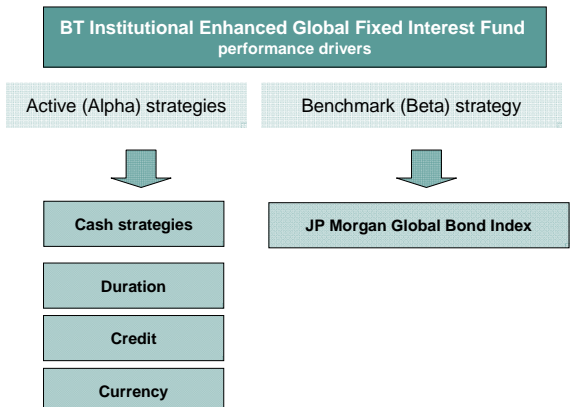 BT Institutional Enhanced Global Fixed Interest Fund
performance drivers
Active (Alpha) strategies
Benchmark (Beta) strategy
Cash strategies
JP Morgan Global Bond Index
Duration
Credit
Currency